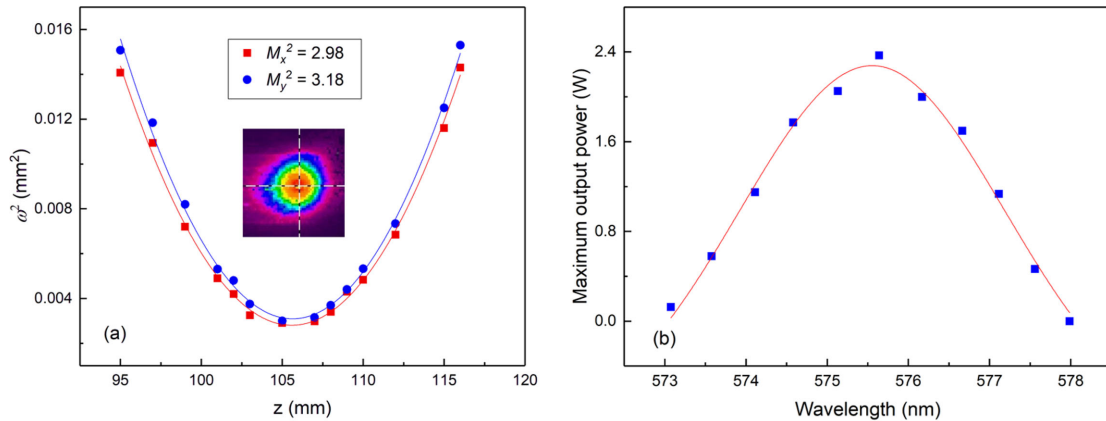 0.016
0.012
0.008
0.004
ω² (mm²)
Mₓ² = 2.98
M_y² = 3.18
(a)
95 100 105 110 115 120
z (mm)
2.4
1.6
0.8
0.0
Maximum output power (W)
(b)
573 574 575 576 577 578
Wavelength (nm)